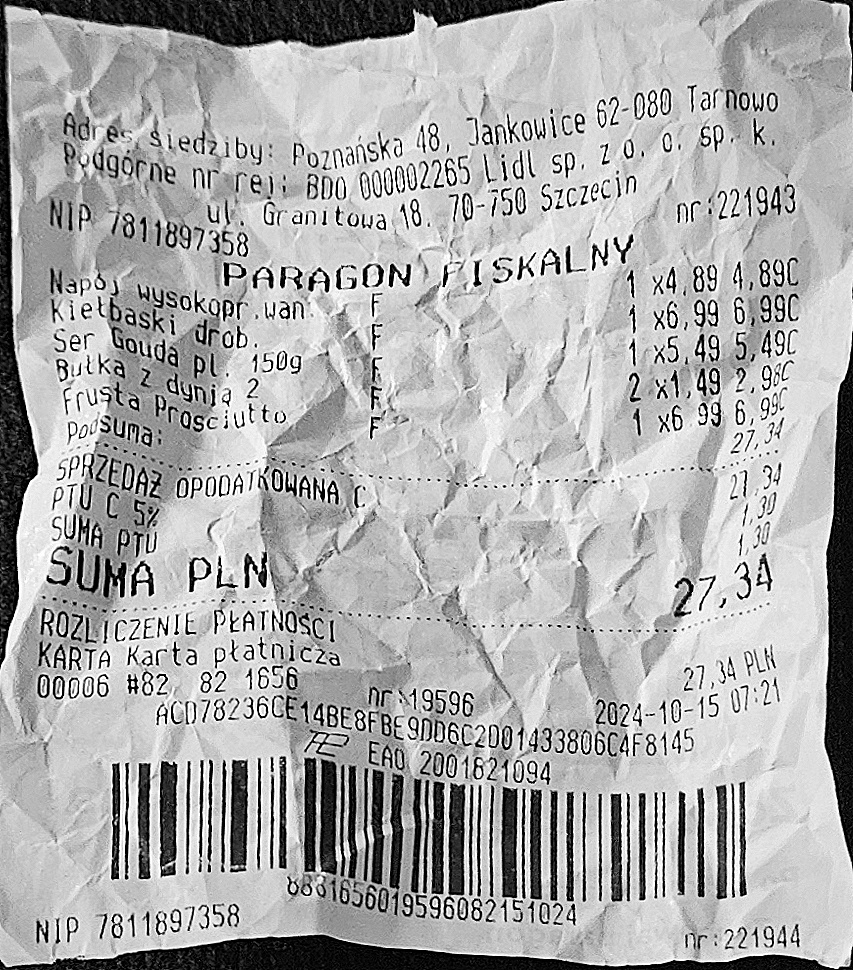 Adres siedziby: Poznańska 48, Jankowice 62-080 Tarnowo
Podgórne nr rej: BDO 000002265 Lidl sp. z o. o. sp. k.
ul. Granitowa 18, 70-750 Szczecin
NIP 7811897358 nr:221943
PARAGON FISKALNY
Napój wysokopr.wan. F 1 x4,89 4,89C
Kiełbaski drob. F 1 x6,99 6,99C
Ser Gouda pl. 150g F 1 x5,49 5,49C
Bułka z dynią 2 F 2 x1,49 2,98C
Frusta Prosciutto F 1 x6,99 6,99C
Podsuma: 27,34
SPRZEDAŻ OPODATKOWANA C 27,34
PTU C 5% 1,30
SUMA PTU 1,30
SUMA PLN 27,34
ROZLICZENIE PŁATNOŚCI
KARTA Karta płatnicza 27,34 PLN
00006 #82 82 1656 nr:19596 2024-10-15 07:21
ACD78236CE14BE8FBE9DD6C2D01433806C4F8145
EAO 2001821094
NIP 7811897358 nr:221944